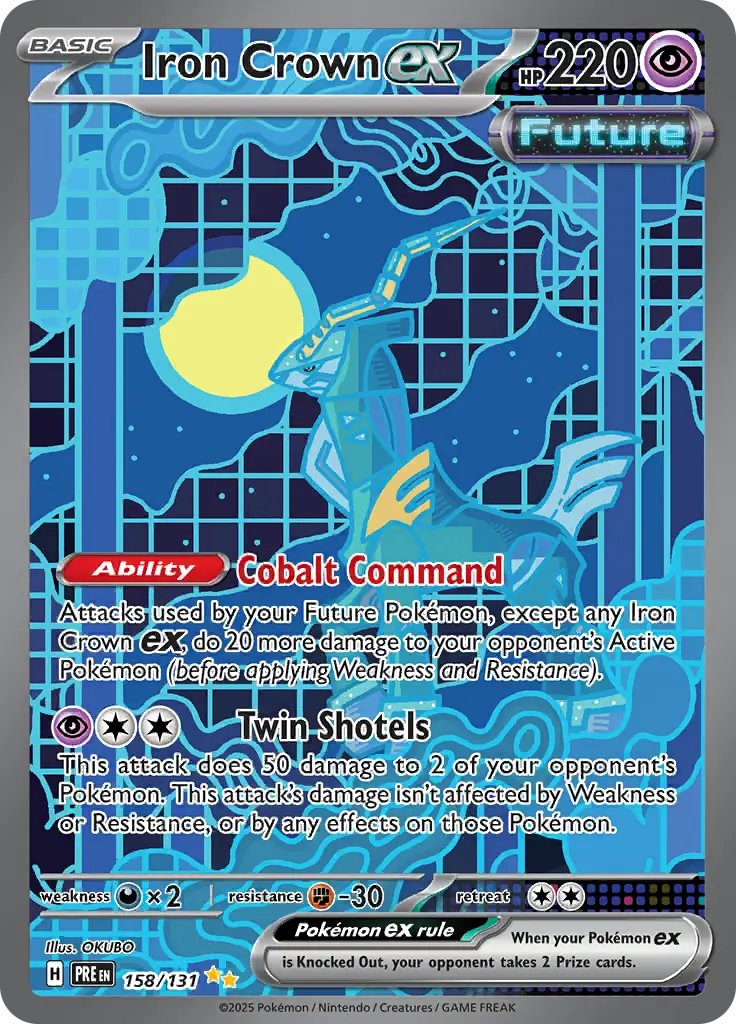 BASIC
Iron Crown ex
HP 220
Future
Ability Cobalt Command
Attacks used by your Future Pokémon, except any Iron
Crown ex, do 20 more damage to your opponent's Active
Pokémon (before applying Weakness and Resistance).
Twin Shotels
This attack does 50 damage to 2 of your opponent's
Pokémon. This attack's damage isn't affected by Weakness
or Resistance, or by any effects on those Pokémon.
weakness ×2 resistance -30 retreat
Illus. OKUBO
Pokémon ex rule When your Pokémon ex
is Knocked Out, your opponent takes 2 Prize cards.
H PRE EN 158/131
©2025 Pokémon / Nintendo / Creatures / GAME FREAK